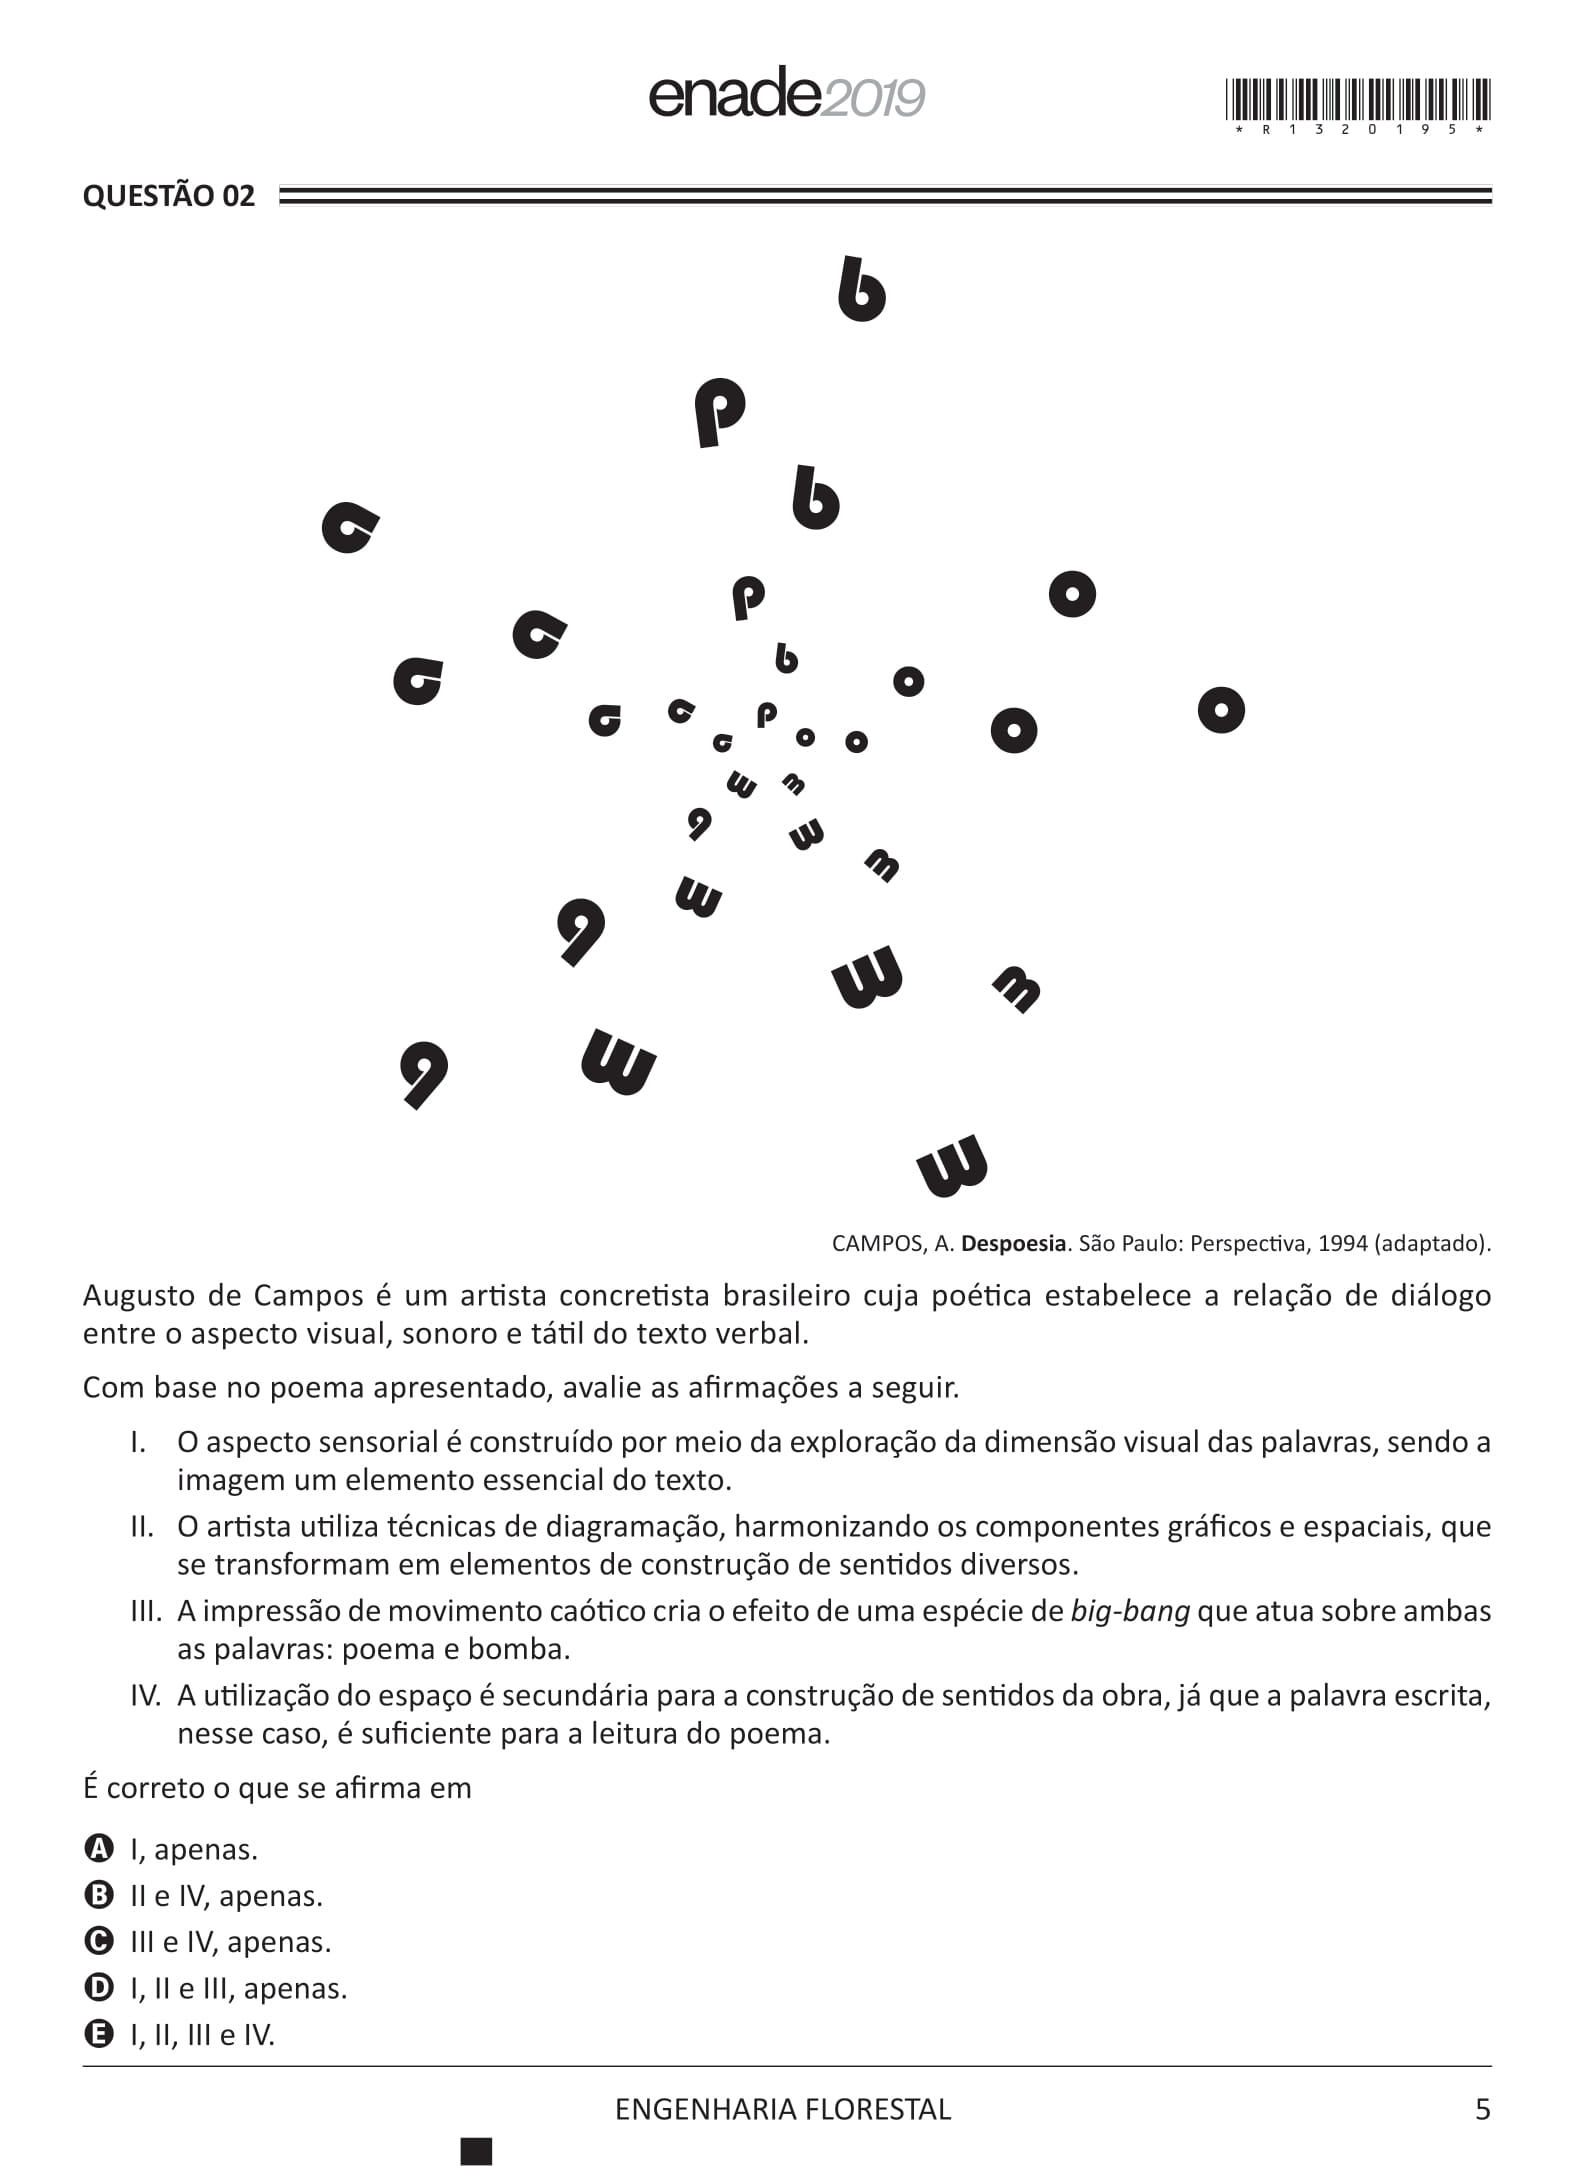 enade2019
* R 1 3 2 0 1 9 5 *
QUESTÃO 02
b
p
b
a
p
o
a
b
a
o
o
a
a
p
o
a
o
o
m
m
b
m
m
m
b
m
m
m
b
m
CAMPOS, A. Despoesia. São Paulo: Perspectiva, 1994 (adaptado).
Augusto de Campos é um artista concretista brasileiro cuja poética estabelece a relação de diálogo
entre o aspecto visual, sonoro e tátil do texto verbal.
Com base no poema apresentado, avalie as afirmações a seguir.
I. O aspecto sensorial é construído por meio da exploração da dimensão visual das palavras, sendo a
imagem um elemento essencial do texto.
II. O artista utiliza técnicas de diagramação, harmonizando os componentes gráficos e espaciais, que
se transformam em elementos de construção de sentidos diversos.
III. A impressão de movimento caótico cria o efeito de uma espécie de big-bang que atua sobre ambas
as palavras: poema e bomba.
IV. A utilização do espaço é secundária para a construção de sentidos da obra, já que a palavra escrita,
nesse caso, é suficiente para a leitura do poema.
É correto o que se afirma em
A I, apenas.
B II e IV, apenas.
C III e IV, apenas.
D I, II e III, apenas.
E I, II, III e IV.
ENGENHARIA FLORESTAL
5